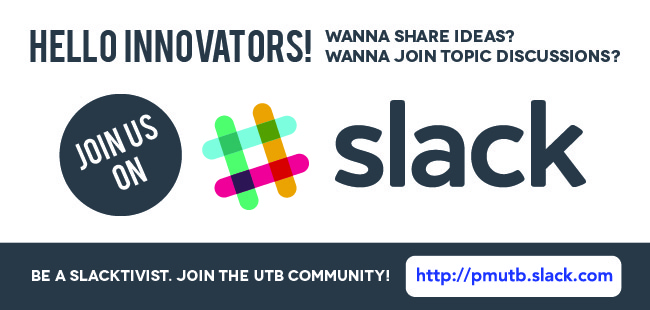 HELLO INNOVATORS!
WANNA SHARE IDEAS?
WANNA JOIN TOPIC DISCUSSIONS?
JOIN US
ON
slack
BE A SLACKTIVIST. JOIN THE UTB COMMUNITY!
http://pmutb.slack.com